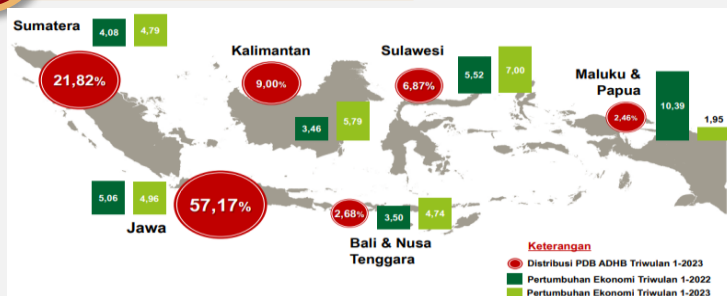 Sumatera
4,08
4,79
21,82%
Kalimantan
9,00%
3,46
5,79
Sulawesi
6,87%
5,52
7,00
Maluku &
Papua
2,46%
10,39
1,95
5,06
4,96
Jawa
57,17%
2,68%
3,50
4,74
Bali & Nusa
Tenggara
Keterangan
Distribusi PDB ADHB Triwulan 1-2023
Pertumbuhan Ekonomi Triwulan 1-2022
Pertumbuhan Ekonomi Triwulan 1-2023